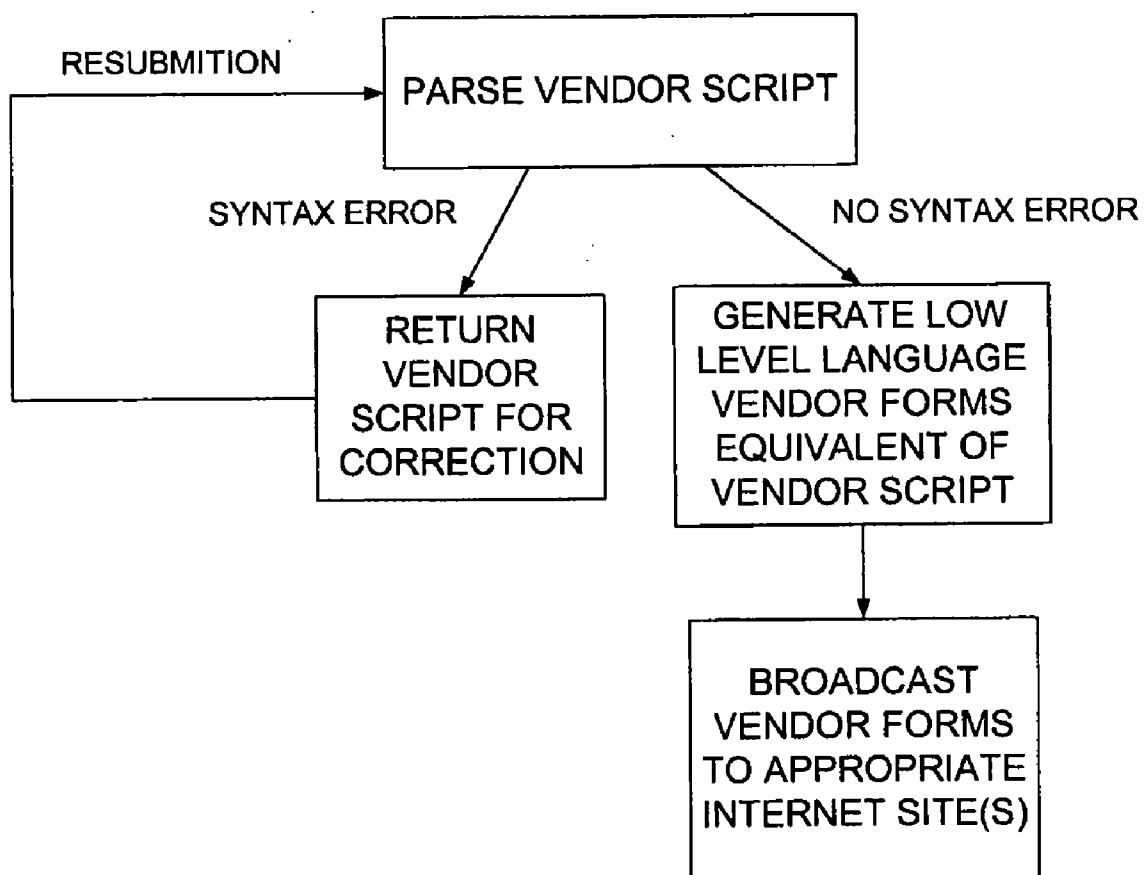 RESUBMITION
PARSE VENDOR SCRIPT
SYNTAX ERROR
NO SYNTAX ERROR
RETURN
VENDOR
SCRIPT FOR
CORRECTION
GENERATE LOW
LEVEL LANGUAGE
VENDOR FORMS
EQUIVALENT OF
VENDOR SCRIPT
BROADCAST
VENDOR FORMS
TO APPROPRIATE
INTERNET SITE(S)